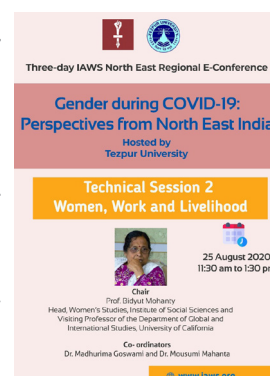 Three-day IAWS North East Regional E-Conference
Gender during COVID-19:
Perspectives from North East India
Hosted by
Tezpur University
Technical Session 2
Women, Work and Livelihood
25 August 2020
11:30 am to 1:30 pm
Chair
Prof. Bidyut Mohanty
Head, Women's Studies, Institute of Social Sciences and
Visiting Professor of the Department of Global and
International Studies, University of California
Co- ordinators
Dr. Madhurima Goswami and Dr. Mousumi Mahanta
www.iaws.org